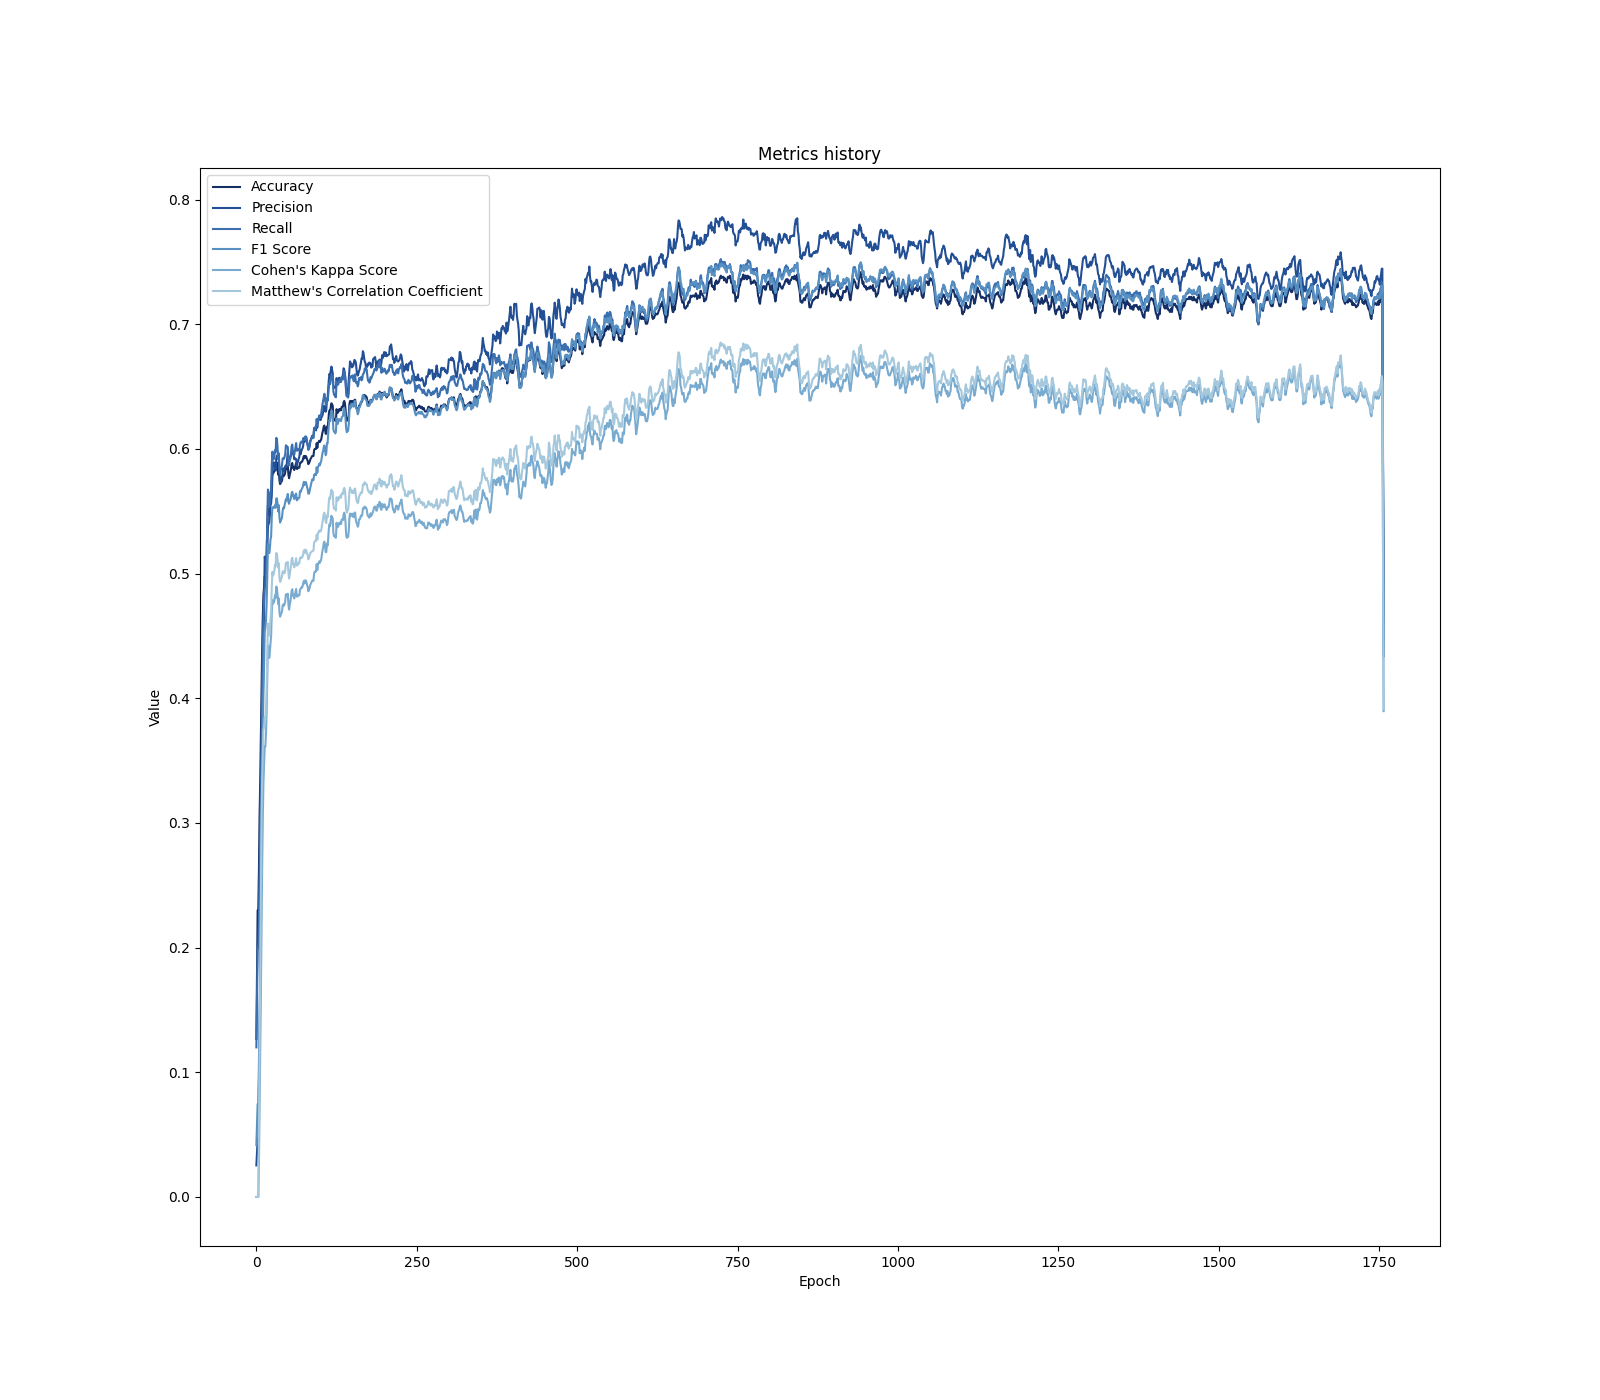 Metrics history
Accuracy
Precision
Recall
F1 Score
Cohen's Kappa Score
Matthew's Correlation Coefficient
0.8
0.7
0.6
0.5
0.4
0.3
0.2
0.1
0.0
Value
0 250 500 750 1000 1250 1500 1750
Epoch